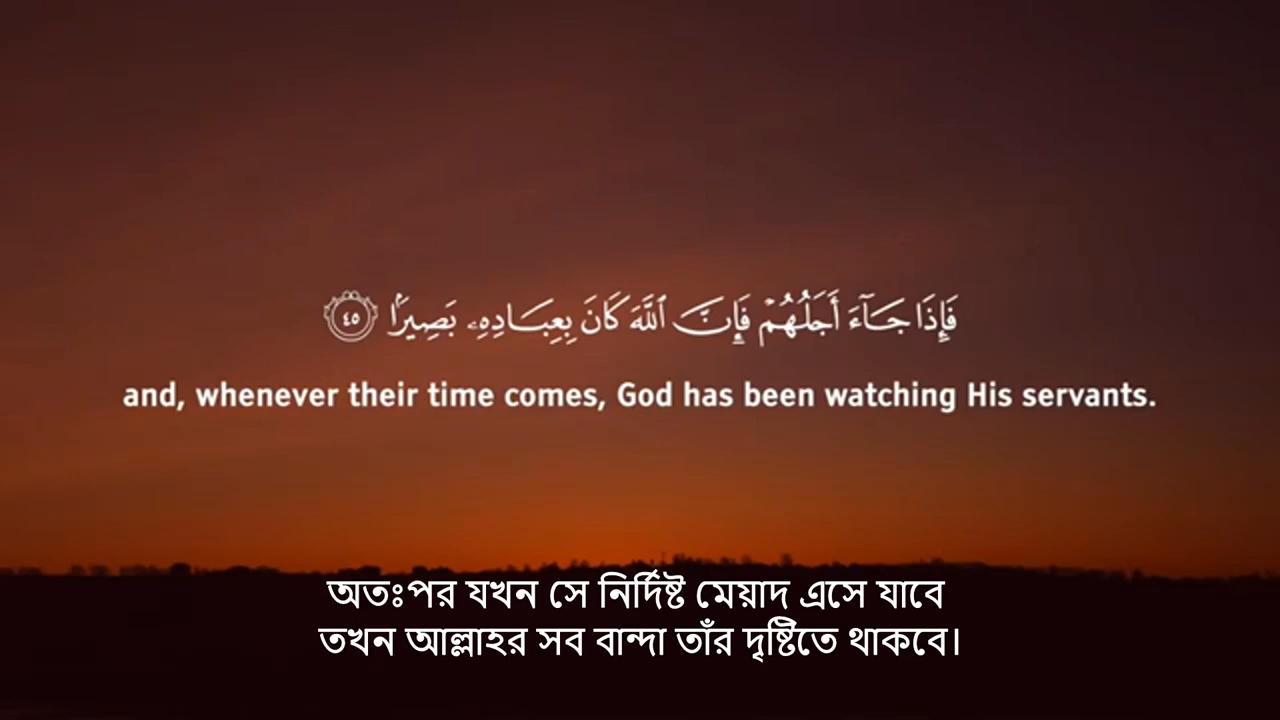 فَإِذَا جَآءَ أَجَلُهُمْ فَإِنَّ ٱللَّهَ كَانَ بِعِبَادِهِۦ بَصِيرًۢا ٤٥
and, whenever their time comes, God has been watching His servants.
অতঃপর যখন সে নির্দিষ্ট মেয়াদ এসে যাবে
তখন আল্লাহর সব বান্দা তাঁর দৃষ্টিতে থাকবে।